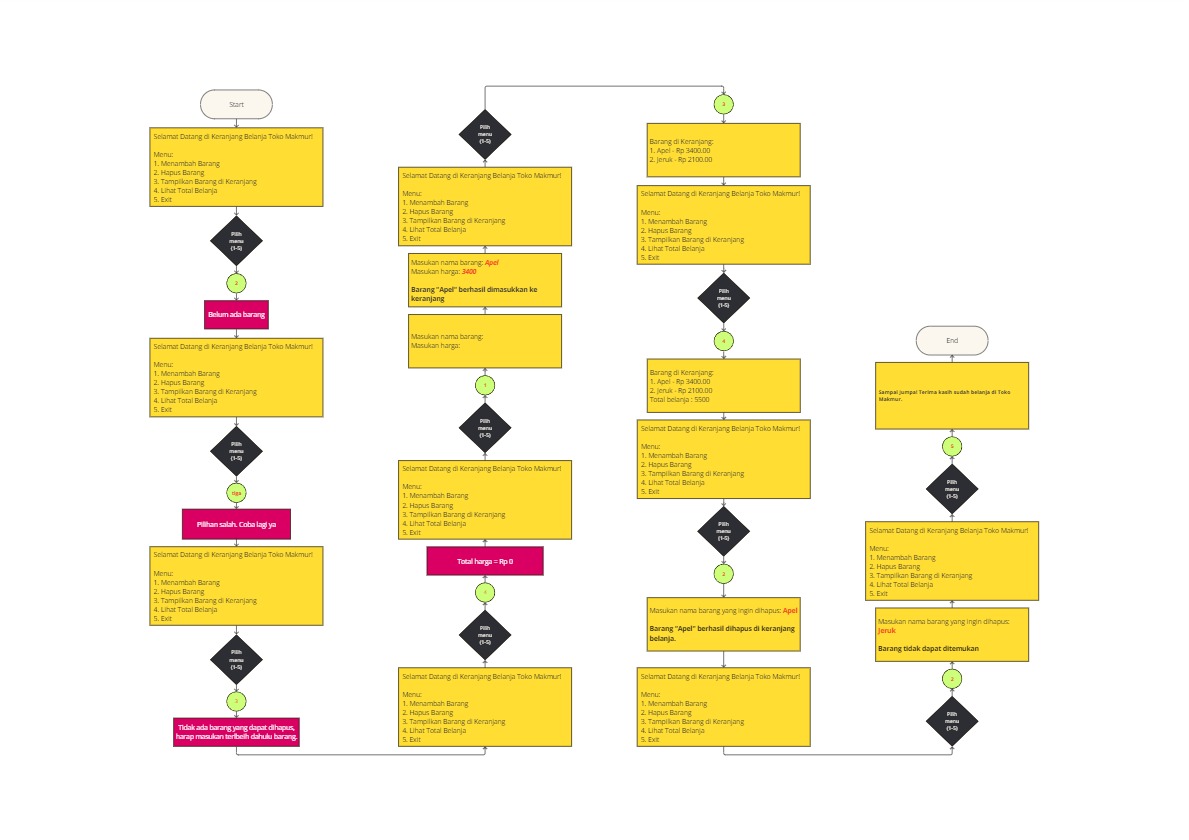 Start
Selamat Datang di Keranjang Belanja Toko Makmur!
Menu:
1. Menambah Barang
2. Hapus Barang
3. Tampilkan Barang di Keranjang
4. Lihat Total Belanja
5. Exit
Pilih
menu
(1-5)
Belum ada barang
Selamat Datang di Keranjang Belanja Toko Makmur!
Menu:
1. Menambah Barang
2. Hapus Barang
3. Tampilkan Barang di Keranjang
4. Lihat Total Belanja
5. Exit
Pilih
menu
(1-5)
tiga
Pilihan salah. Coba lagi ya
Selamat Datang di Keranjang Belanja Toko Makmur!
Menu:
1. Menambah Barang
2. Hapus Barang
3. Tampilkan Barang di Keranjang
4. Lihat Total Belanja
5. Exit
Pilih
menu
(1-5)
Tidak ada barang yang dapat dihapus,
harap masukan terlbeih dahulu barang.
Selamat Datang di Keranjang Belanja Toko Makmur!
Menu:
1. Menambah Barang
2. Hapus Barang
3. Tampilkan Barang di Keranjang
4. Lihat Total Belanja
5. Exit
Pilih
menu
(1-5)
Total harga = Rp 0
Selamat Datang di Keranjang Belanja Toko Makmur!
Menu:
1. Menambah Barang
2. Hapus Barang
3. Tampilkan Barang di Keranjang
4. Lihat Total Belanja
5. Exit
Pilih
menu
(1-5)
1
Masukan nama barang:
Masukan harga:
Masukan nama barang: Apel
Masukan harga: 3400
Barang "Apel" berhasil dimasukkan ke
keranjang
Selamat Datang di Keranjang Belanja Toko Makmur!
Menu:
1. Menambah Barang
2. Hapus Barang
3. Tampilkan Barang di Keranjang
4. Lihat Total Belanja
5. Exit
Pilih
menu
(1-5)
Barang di Keranjang:
1. Apel - Rp 3400.00
2. Jeruk - Rp 2100.00
Selamat Datang di Keranjang Belanja Toko Makmur!
Menu:
1. Menambah Barang
2. Hapus Barang
3. Tampilkan Barang di Keranjang
4. Lihat Total Belanja
5. Exit
Pilih
menu
(1-5)
4
Barang di Keranjang:
1. Apel - Rp 3400.00
2. Jeruk - Rp 2100.00
Total belanja : 5500
Selamat Datang di Keranjang Belanja Toko Makmur!
Menu:
1. Menambah Barang
2. Hapus Barang
3. Tampilkan Barang di Keranjang
4. Lihat Total Belanja
5. Exit
Pilih
menu
(1-5)
2
Masukan nama barang yang ingin dihapus: Apel
Barang "Apel" berhasil dihapus di keranjang
belanja.
Selamat Datang di Keranjang Belanja Toko Makmur!
Menu:
1. Menambah Barang
2. Hapus Barang
3. Tampilkan Barang di Keranjang
4. Lihat Total Belanja
5. Exit
Pilih
menu
(1-5)
2
Masukan nama barang yang ingin dihapus:
Jeruk
Barang tidak dapat ditemukan
Selamat Datang di Keranjang Belanja Toko Makmur!
Menu:
1. Menambah Barang
2. Hapus Barang
3. Tampilkan Barang di Keranjang
4. Lihat Total Belanja
5. Exit
Pilih
menu
(1-5)
5
Sampai jumpa! Terima kasih sudah belanja di Toko
Makmur.
End